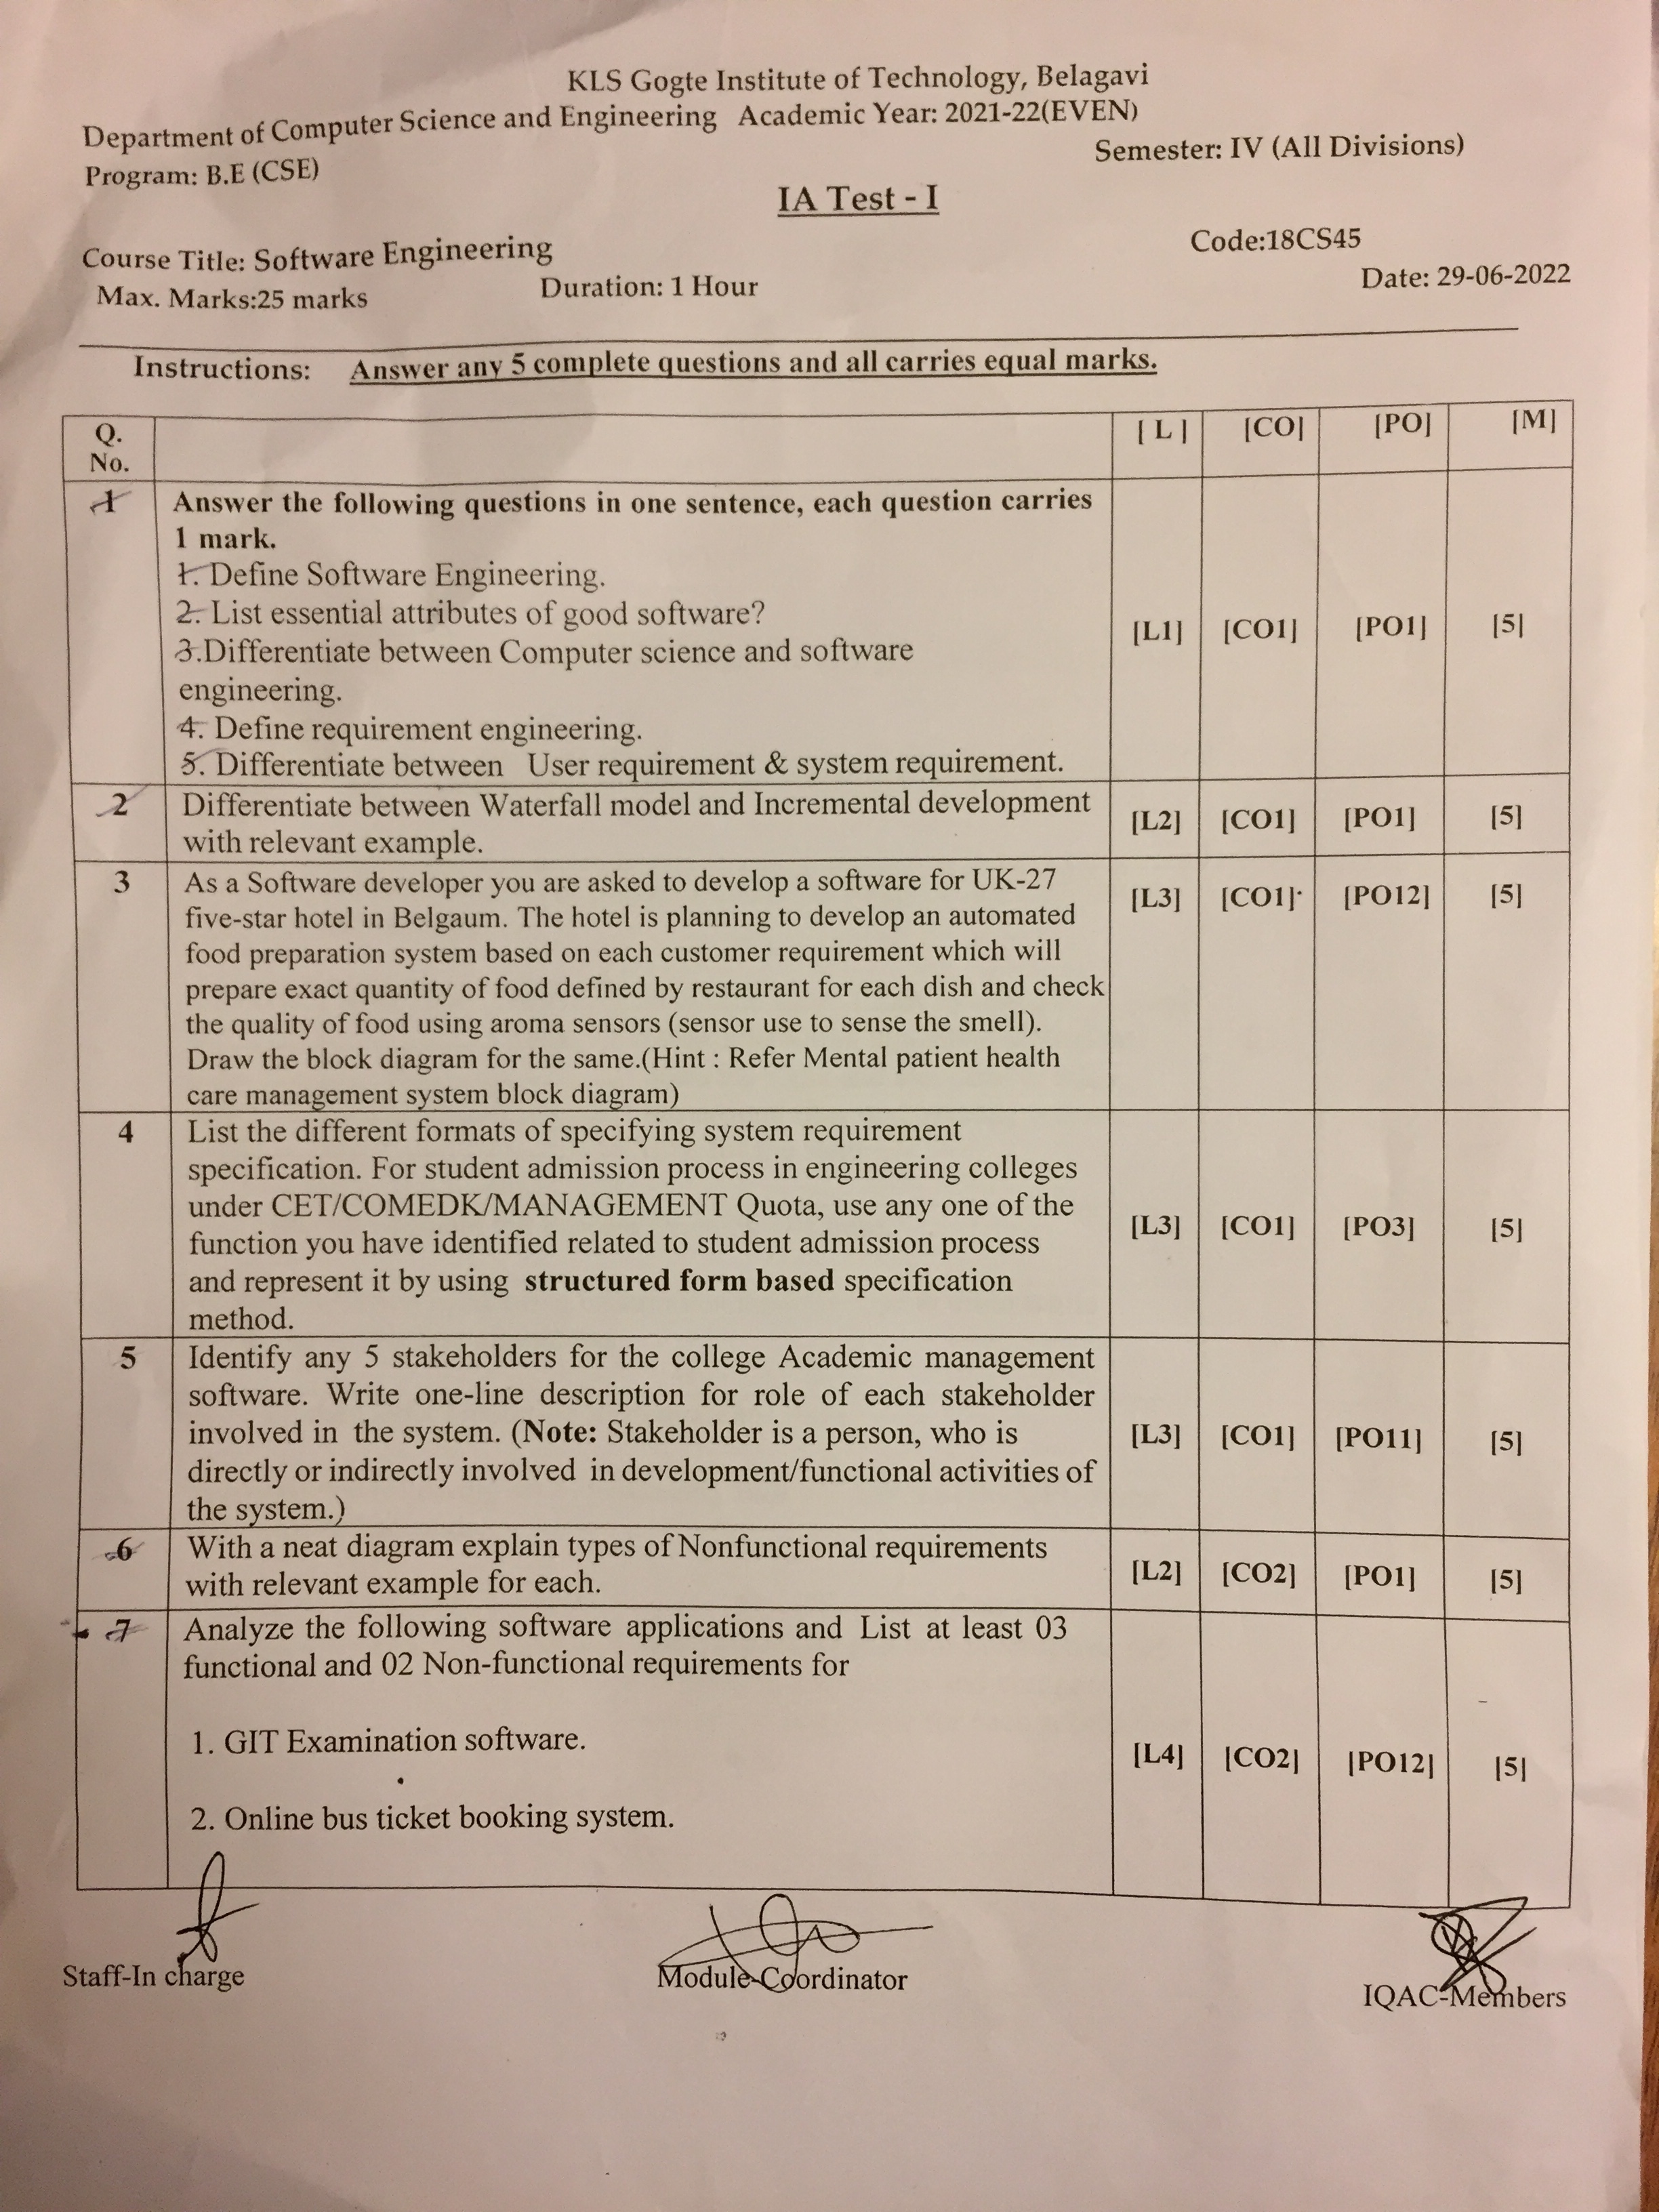 KLS Gogte Institute of Technology, Belagavi
Department of Computer Science and Engineering Academic Year: 2021-22(EVEN)
Program: B.E (CSE) Semester: IV (All Divisions)
IA Test - I
Course Title: Software Engineering Code:18CS45
Max. Marks:25 marks Duration: 1 Hour Date: 29-06-2022
Instructions: Answer any 5 complete questions and all carries equal marks.
Q. No. [ L ] [CO] [PO] [M]
1 Answer the following questions in one sentence, each question carries
1 mark.
1. Define Software Engineering.
2. List essential attributes of good software?
3.Differentiate between Computer science and software
[L1] [CO1] [PO1] [5]
engineering.
4. Define requirement engineering.
5. Differentiate between User requirement & system requirement.
2 Differentiate between Waterfall model and Incremental development
with relevant example.
[L2] [CO1] [PO1] [5]
3 As a Software developer you are asked to develop a software for UK-27
[L3] [CO1] [PO12] [5]
five-star hotel in Belgaum. The hotel is planning to develop an automated
food preparation system based on each customer requirement which will
prepare exact quantity of food defined by restaurant for each dish and check
the quality of food using aroma sensors (sensor use to sense the smell).
Draw the block diagram for the same.(Hint : Refer Mental patient health
care management system block diagram)
4 List the different formats of specifying system requirement
specification. For student admission process in engineering colleges
under CET/COMEDK/MANAGEMENT Quota, use any one of the
function you have identified related to student admission process
[L3] [CO1] [PO3] [5]
and represent it by using structured form based specification
method.
5 Identify any 5 stakeholders for the college Academic management
software. Write one-line description for role of each stakeholder
involved in the system. (Note: Stakeholder is a person, who is
[L3] [CO1] [PO11] [5]
directly or indirectly involved in development/functional activities of
the system.)
6 With a neat diagram explain types of Nonfunctional requirements
with relevant example for each.
[L2] [CO2] [PO1] [5]
7 Analyze the following software applications and List at least 03
functional and 02 Non-functional requirements for
1. GIT Examination software.
[L4] [CO2] [PO12] [5]
2. Online bus ticket booking system.
Staff-In charge Module-Coordinator IQAC-Members